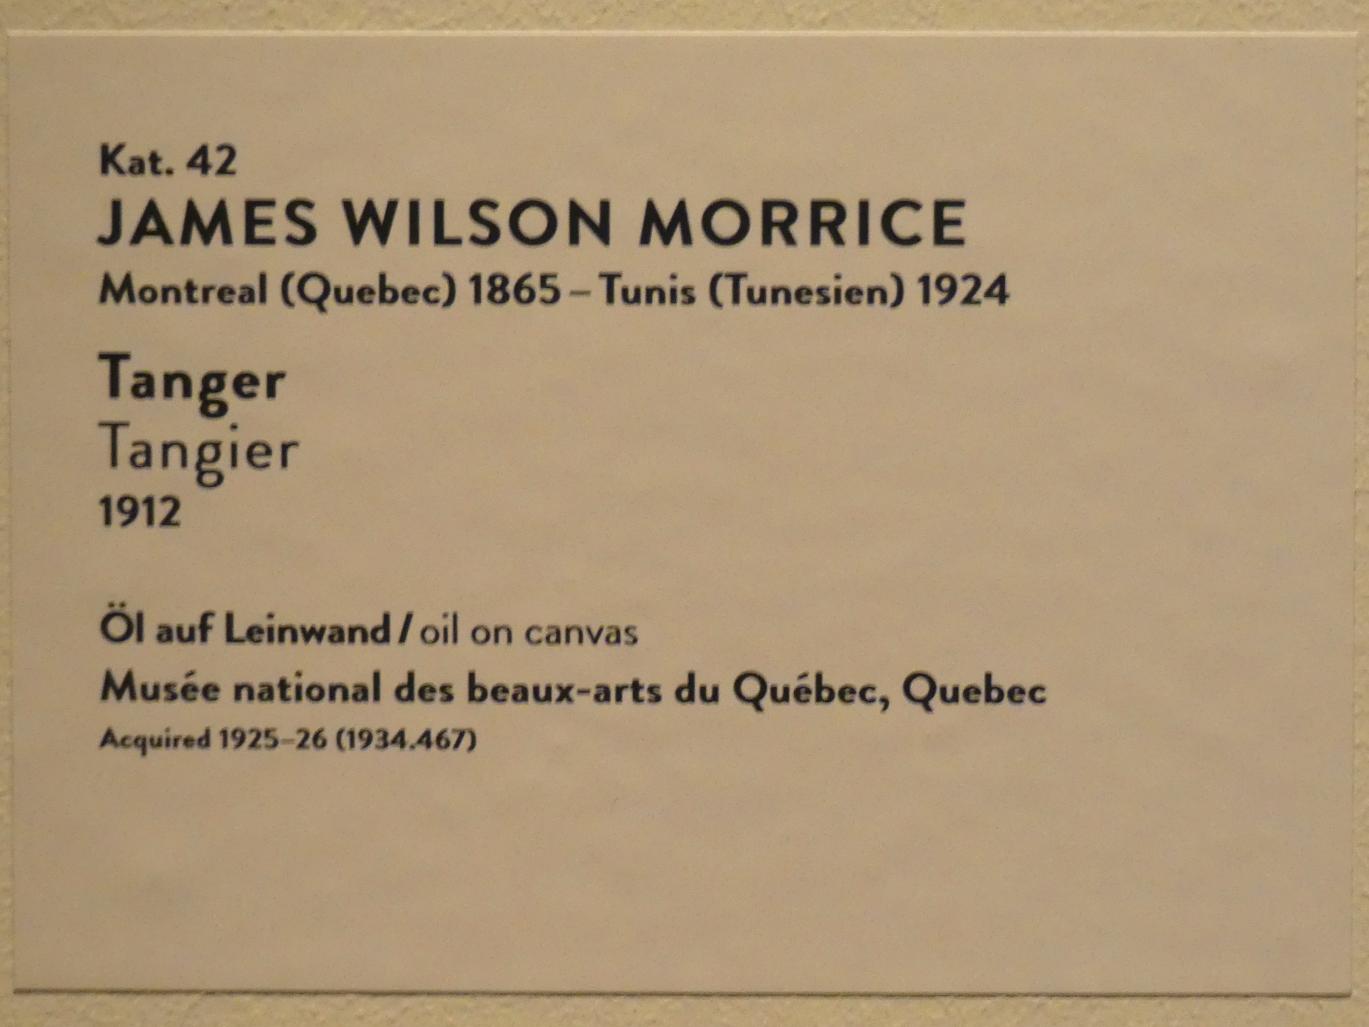 Kat. 42
JAMES WILSON MORRICE
Montreal (Quebec) 1865 – Tunis (Tunesien) 1924
Tanger
Tangier
1912
Öl auf Leinwand / oil on canvas
Musée national des beaux-arts du Québec, Quebec
Acquired 1925–26 (1934.467)